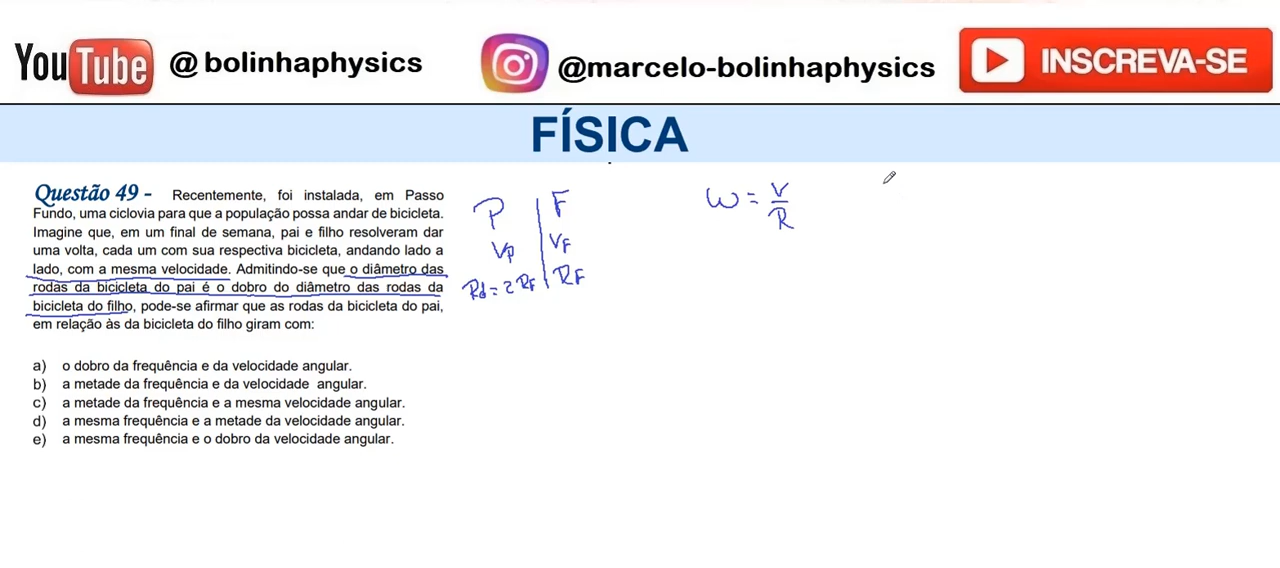 YouTube @bolinhaphysics @marcelo-bolinhaphysics INSCREVA-SE
FÍSICA
Questão 49 - Recentemente, foi instalada, em Passo
Fundo, uma ciclovia para que a população possa andar de bicicleta.
Imagine que, em um final de semana, pai e filho resolveram dar
uma volta, cada um com sua respectiva bicicleta, andando lado a
lado, com a mesma velocidade. Admitindo-se que o diâmetro das
rodas da bicicleta do pai é o dobro do diâmetro das rodas da
bicicleta do filho, pode-se afirmar que as rodas da bicicleta do pai,
em relação às da bicicleta do filho giram com:
a) o dobro da frequência e da velocidade angular.
b) a metade da frequência e da velocidade angular.
c) a metade da frequência e a mesma velocidade angular.
d) a mesma frequência e a metade da velocidade angular.
e) a mesma frequência e o dobro da velocidade angular.
P | F
VP | VF
= 2 RF | RF
ω = V/R